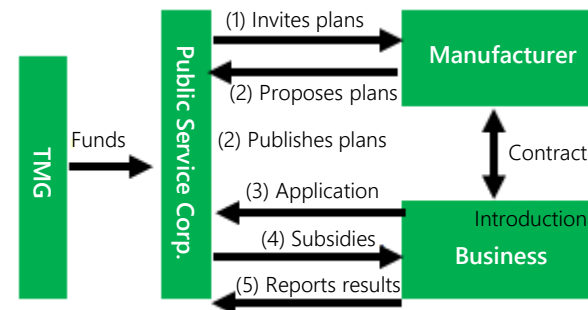 TMG
Funds
Public Service Corp.
(1) Invites plans
(2) Proposes plans
(2) Publishes plans
(3) Application
(4) Subsidies
(5) Reports results
Manufacturer
Contract
Introduction
Business